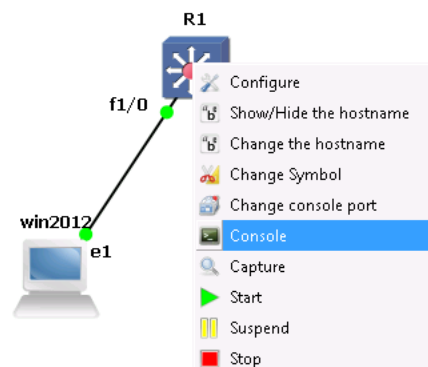 R1
f1/0
win2012
e1
Configure
Show/Hide the hostname
Change the hostname
Change Symbol
Change console port
Console
Capture
Start
Suspend
Stop